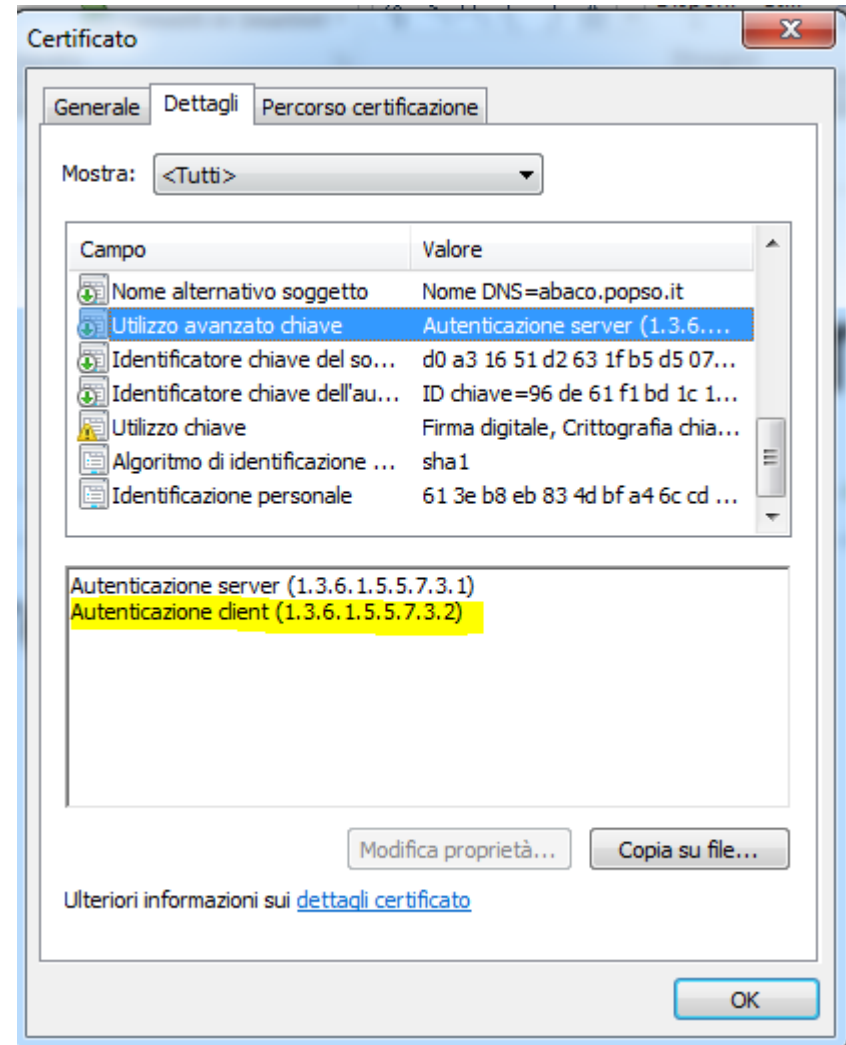 Certificato
Generale Dettagli Percorso certificazione
Mostra: <Tutti>
Campo Valore
Nome alternativo soggetto Nome DNS=abaco.popso.it
Utilizzo avanzato chiave Autenticazione server (1.3.6....
Identificatore chiave del so... d0 a3 16 51 d2 63 1f b5 d5 07...
Identificatore chiave dell'au... ID chiave=96 de 61 f1 bd 1c 1...
Utilizzo chiave Firma digitale, Crittografia chia...
Algoritmo di identificazione ... sha1
Identificazione personale 61 3e b8 eb 83 4d bf a4 6c cd ...
Autenticazione server (1.3.6.1.5.5.7.3.1)
Autenticazione client (1.3.6.1.5.5.7.3.2)
Modifica proprietà... Copia su file...
Ulteriori informazioni sui dettagli certificato
OK